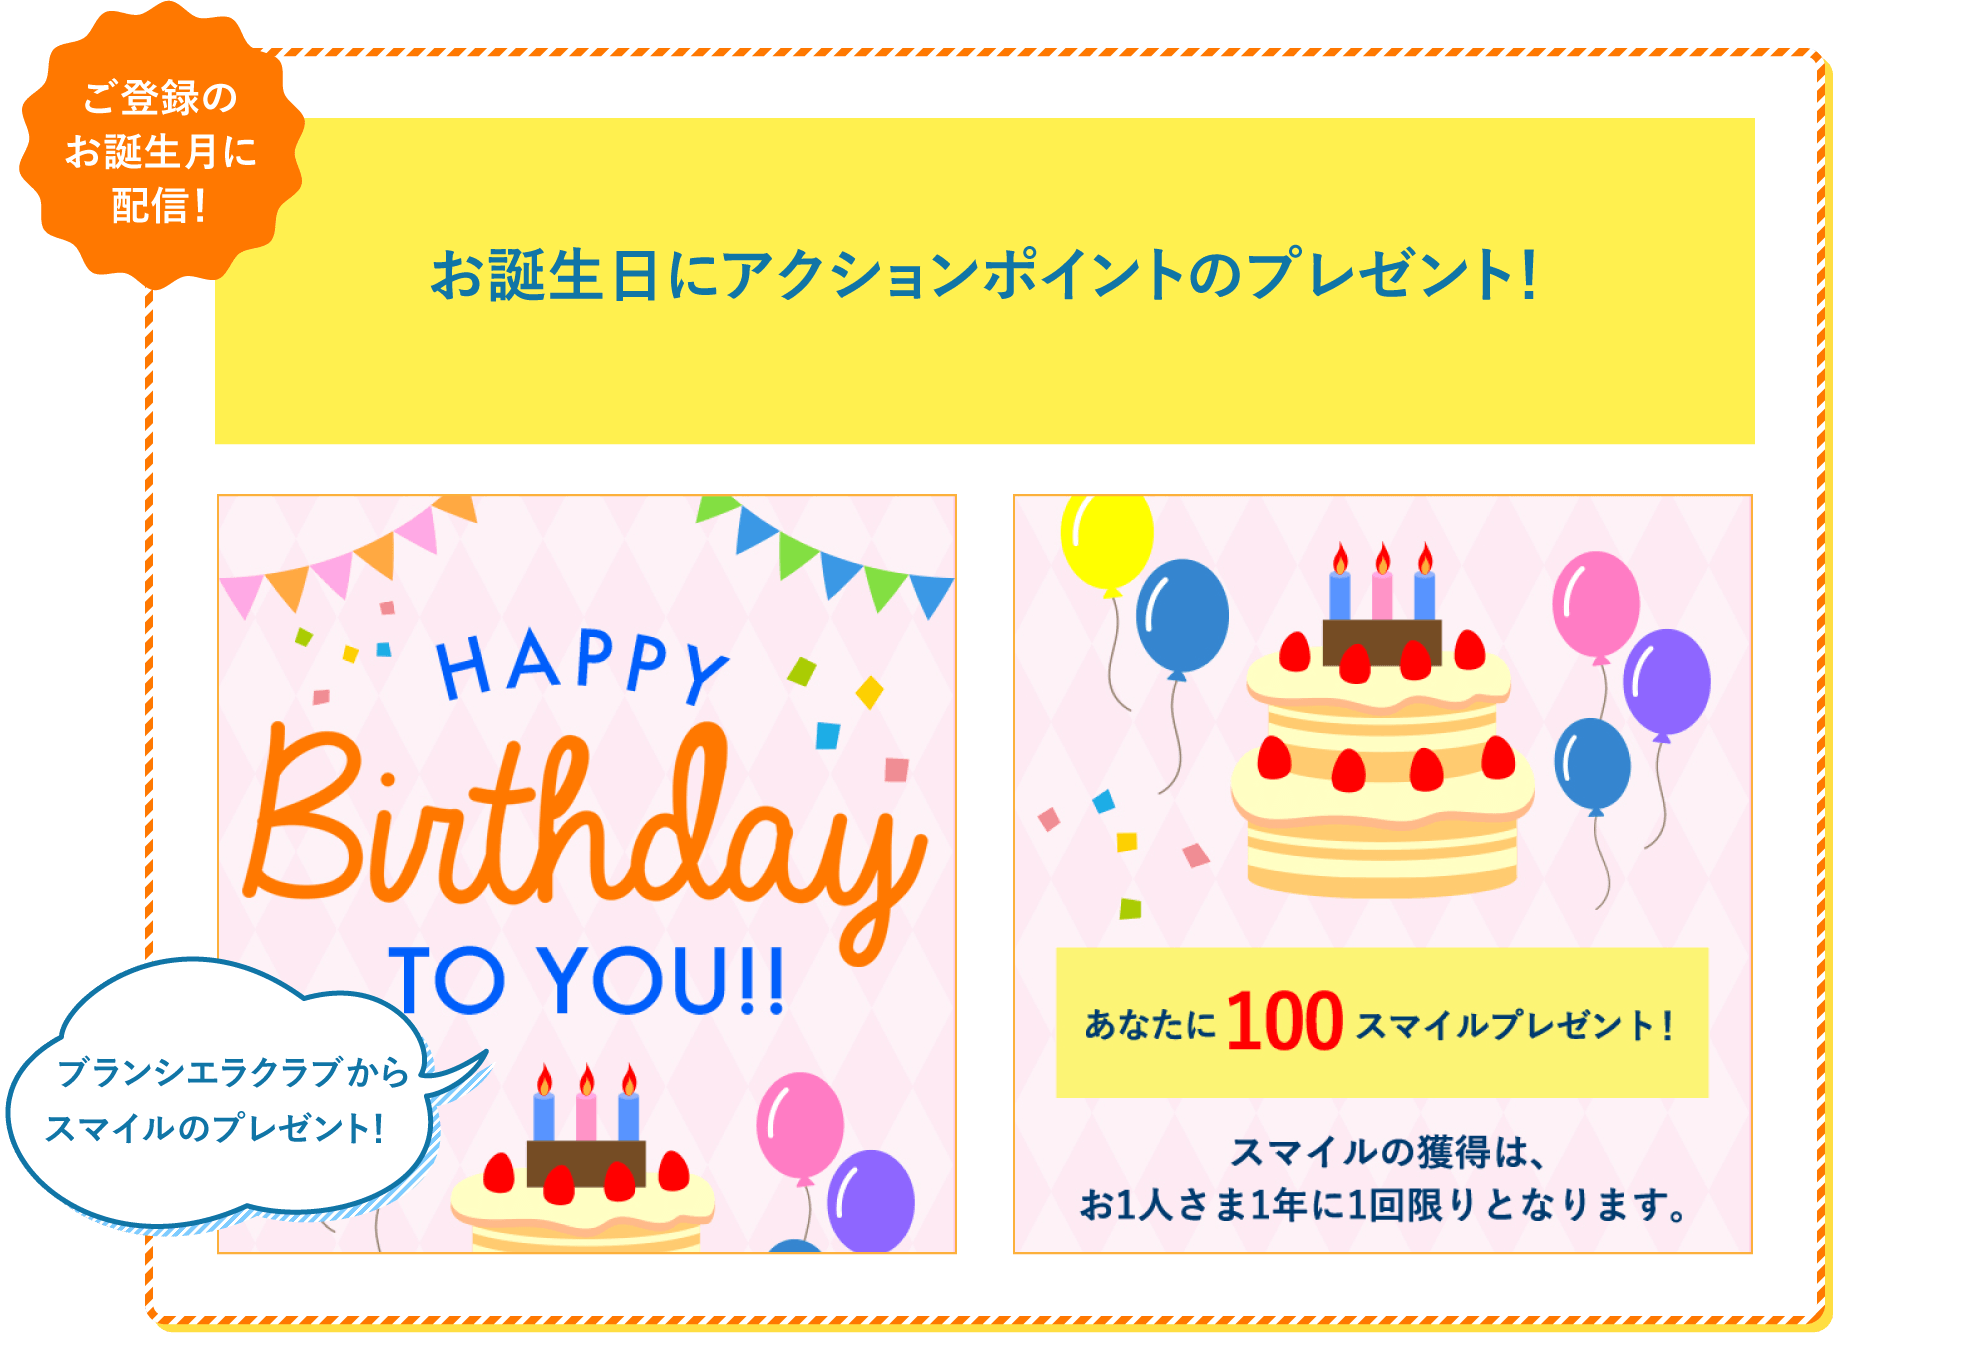 ご登録の
お誕生月に
配信！
お誕生日にアクションポイントのプレゼント！
HAPPY
Birthday
TO YOU!!
ブランシエラクラブから
スマイルのプレゼント！
あなたに100スマイルプレゼント！
スマイルの獲得は、
お1人さま1年に1回限りとなります。